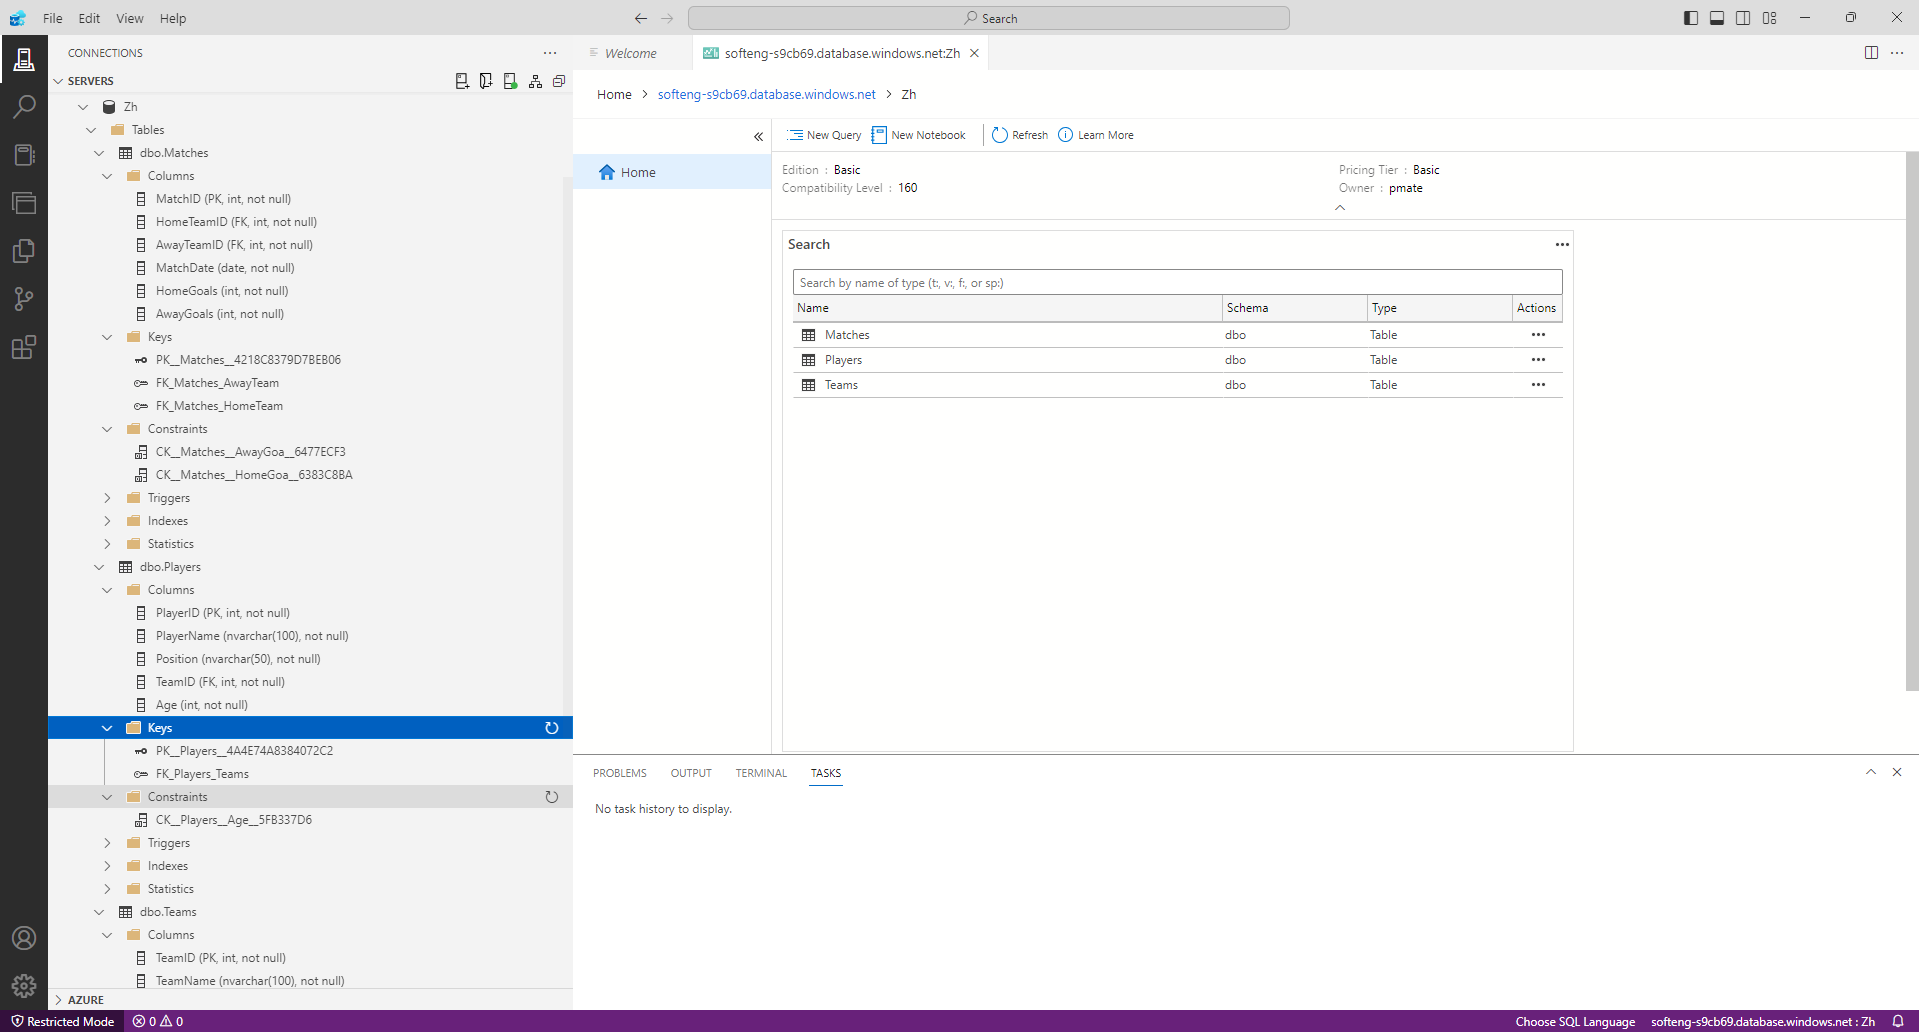 File Edit View Help
Search
CONNECTIONS
SERVERS
Zh
Tables
dbo.Matches
Columns
MatchID (PK, int, not null)
HomeTeamID (FK, int, not null)
AwayTeamID (FK, int, not null)
MatchDate (date, not null)
HomeGoals (int, not null)
AwayGoals (int, not null)
Keys
PK__Matches__4218C8379D7BEB06
FK_Matches_AwayTeam
FK_Matches_HomeTeam
Constraints
CK__Matches__AwayGoa__6477ECF3
CK__Matches__HomeGoa__6383C8BA
Triggers
Indexes
Statistics
dbo.Players
Columns
PlayerID (PK, int, not null)
PlayerName (nvarchar(100), not null)
Position (nvarchar(50), not null)
TeamID (FK, int, not null)
Age (int, not null)
Keys
PK__Players__4A4E74A8384072C2
FK_Players_Teams
Constraints
CK__Players__Age__5FB337D6
Triggers
Indexes
Statistics
dbo.Teams
Columns
TeamID (PK, int, not null)
TeamName (nvarchar(100), not null)
AZURE
Welcome
softeng-s9cb69.database.windows.net:Zh
Home > softeng-s9cb69.database.windows.net > Zh
New Query New Notebook Refresh Learn More
Home
Edition : Basic
Compatibility Level : 160
Pricing Tier : Basic
Owner : pmate
Search
Search by name of type (t:, v:, f:, or sp:)
Name Schema Type Actions
Matches dbo Table
Players dbo Table
Teams dbo Table
PROBLEMS OUTPUT TERMINAL TASKS
No task history to display.
Restricted Mode 0 0
Choose SQL Language softeng-s9cb69.database.windows.net : Zh